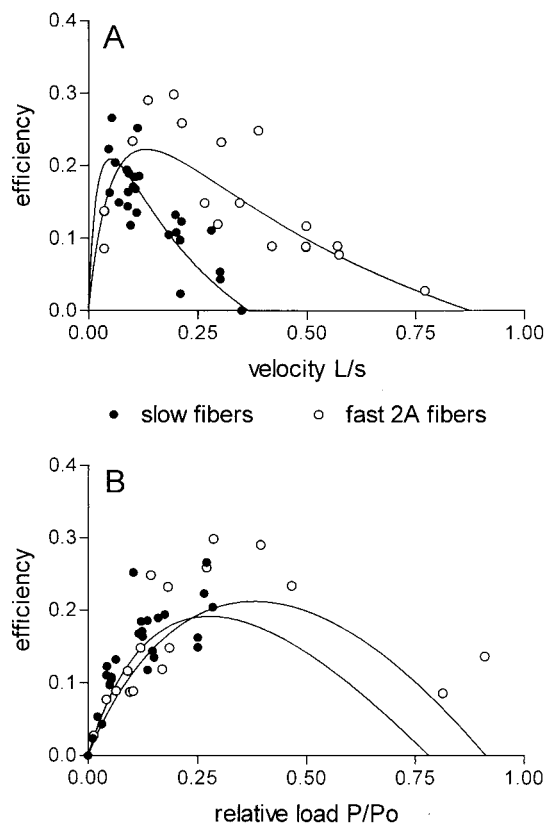 A
efficiency
0.4
0.3
0.2
0.1
0.0
0.00 0.25 0.50 0.75 1.00
velocity L/s
slow fibers fast 2A fibers
B
efficiency
0.4
0.3
0.2
0.1
0.0
0.00 0.25 0.50 0.75 1.00
relative load P/Po